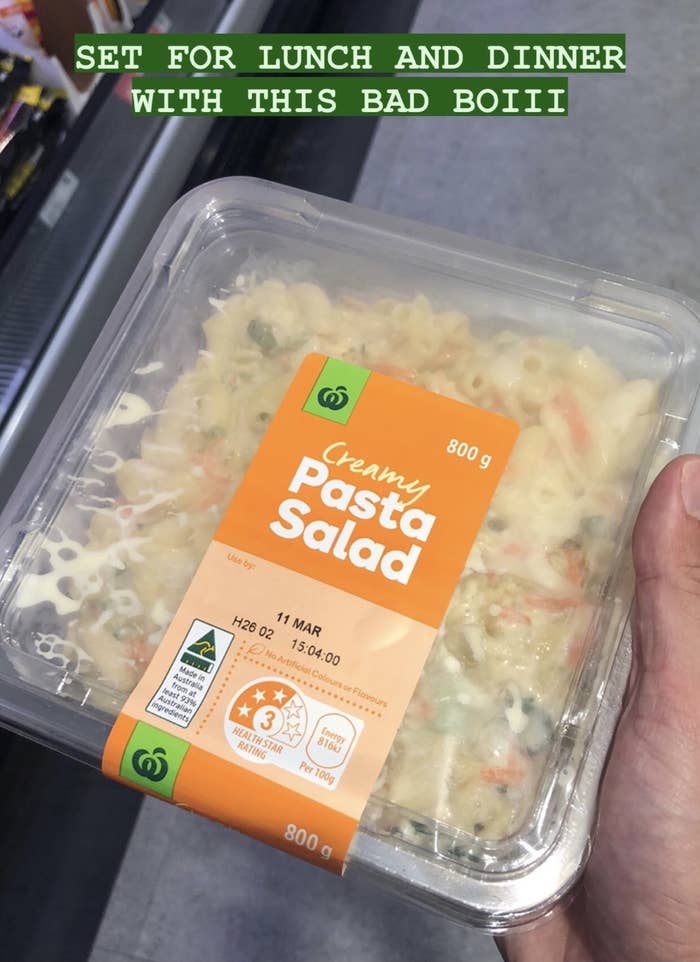 SET FOR LUNCH AND DINNER
WITH THIS BAD BOIII
800 g
Creamy
Pasta
Salad
Use by:
11 MAR
H26 02 15:04:00
No Artificial Colours or Flavours
Made in
Australia
from at
least 93%
Australian
ingredients
3
HEALTH STAR
RATING
Energy
816kJ
Per 100g
800 g